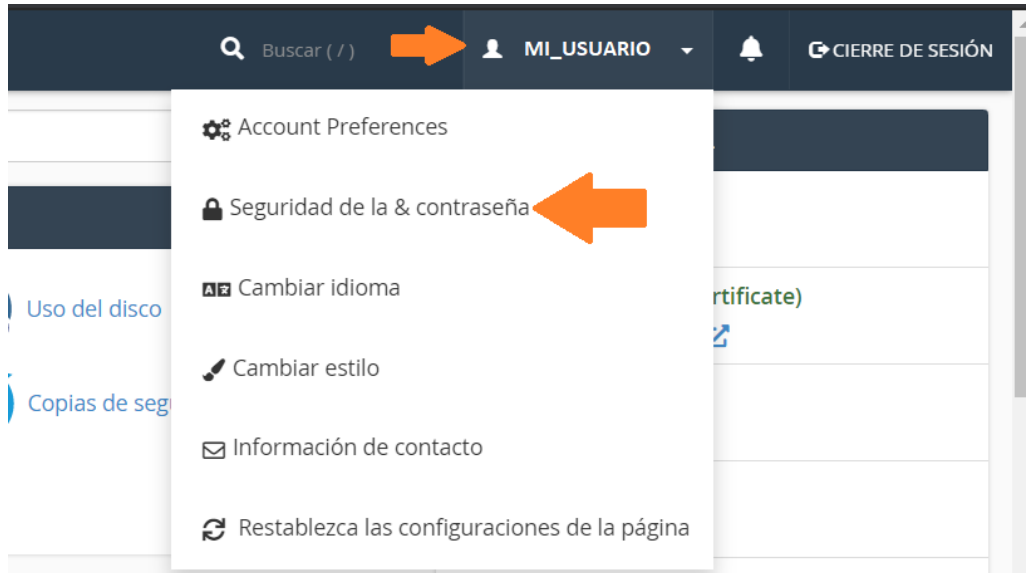 Buscar ( / )
MI_USUARIO
CIERRE DE SESIÓN
Account Preferences
Seguridad de la & contraseña
Cambiar idioma
rtificate)
Uso del disco
Cambiar estilo
Copias de seg
Información de contacto
Restablezca las configuraciones de la página